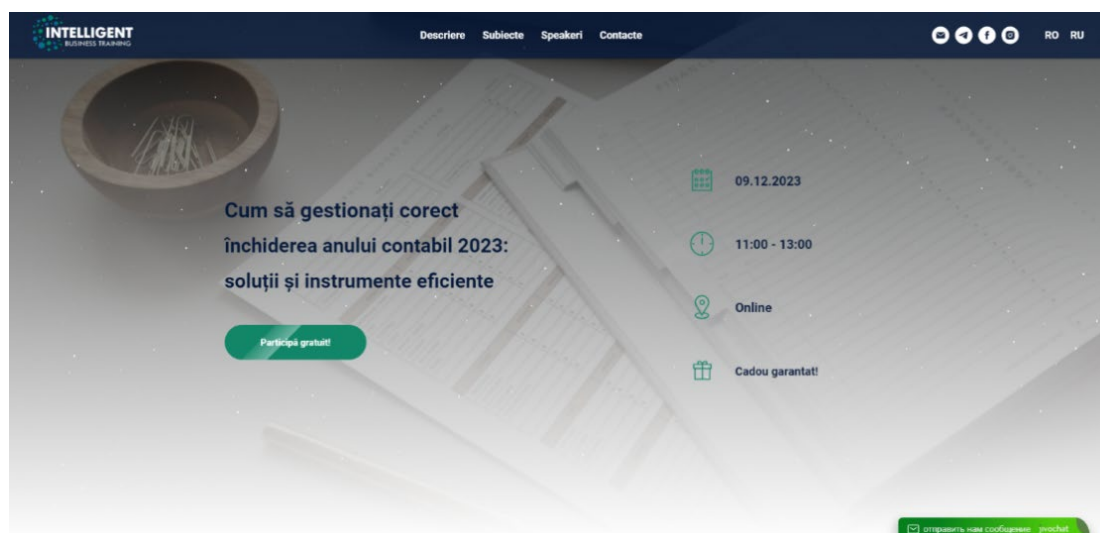 INTELLIGENT
BUSINESS TRAINING
Descriere Subiecte Speakeri Contacte
RO RU
Cum să gestionați corect
închiderea anului contabil 2023:
soluții și instrumente eficiente
Participă gratuit!
09.12.2023
11:00 - 13:00
Online
Cadou garantat!
отправить нам сообщение